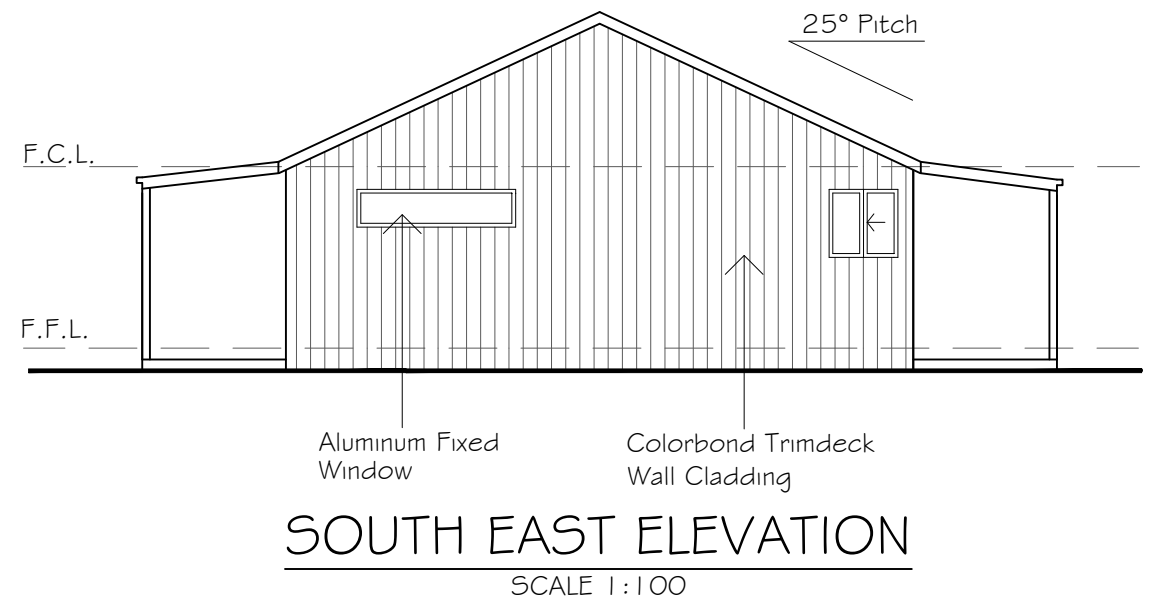 25° Pitch
F.C.L.
F.F.L.
Aluminum Fixed
Window
Colorbond Trimdeck
Wall Cladding
SOUTH EAST ELEVATION
SCALE 1:100